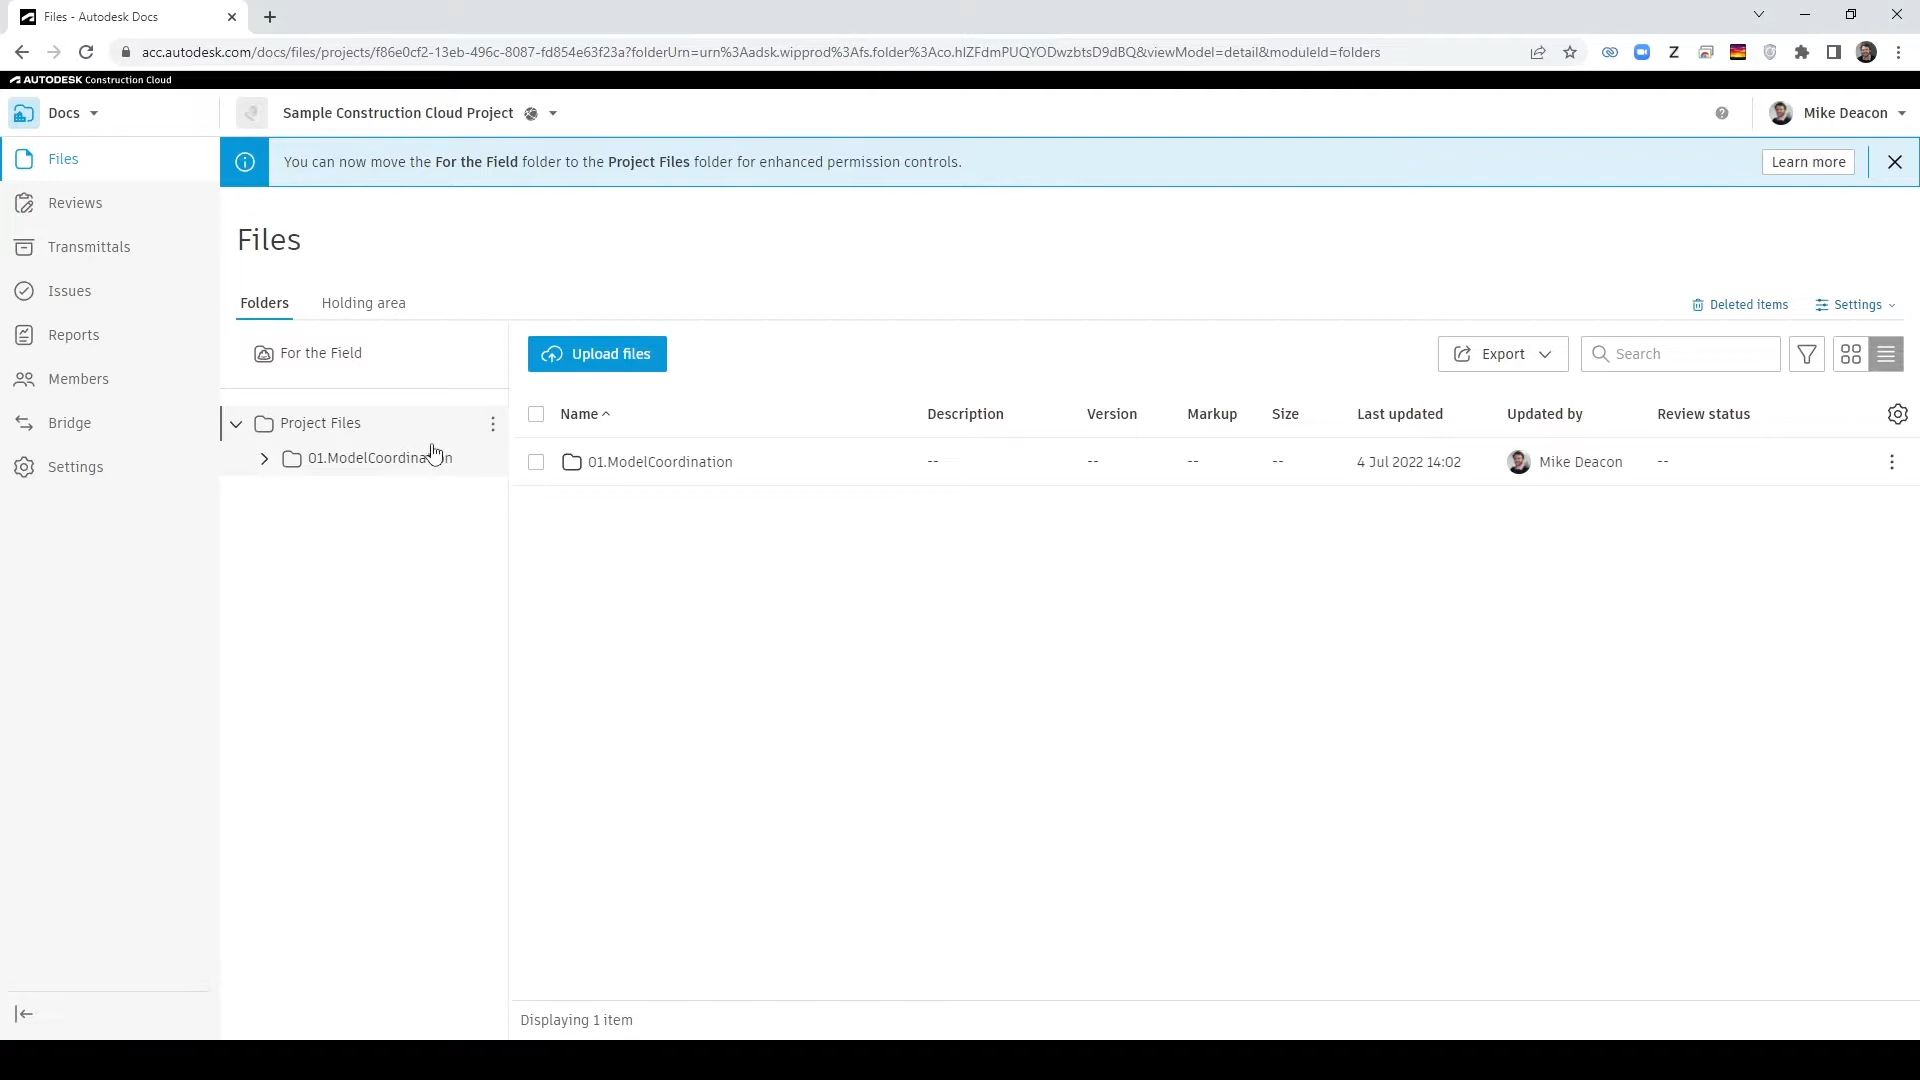 Files - Autodesk Docs
acc.autodesk.com/docs/files/projects/f86e0cf2-13eb-496c-8087-fd854e63f23a?folderUrn=urn%3Aadsk.wipprod%3Afs.folder%3Aco.hIZFdmPUQYODwzbtsD9dBQ&viewModel=detail&moduleId=folders
AUTODESK Construction Cloud
Docs
Sample Construction Cloud Project
Mike Deacon
You can now move the For the Field folder to the Project Files folder for enhanced permission controls.
Learn more
Files
Reviews
Transmittals
Issues
Reports
Members
Bridge
Settings
Files
Folders
Holding area
Deleted items
Settings
For the Field
Project Files
01.ModelCoordination
Upload files
Export
Search
Name Description Version Markup Size Last updated Updated by Review status
01.ModelCoordination -- -- -- -- 4 Jul 2022 14:02 Mike Deacon --
Displaying 1 item